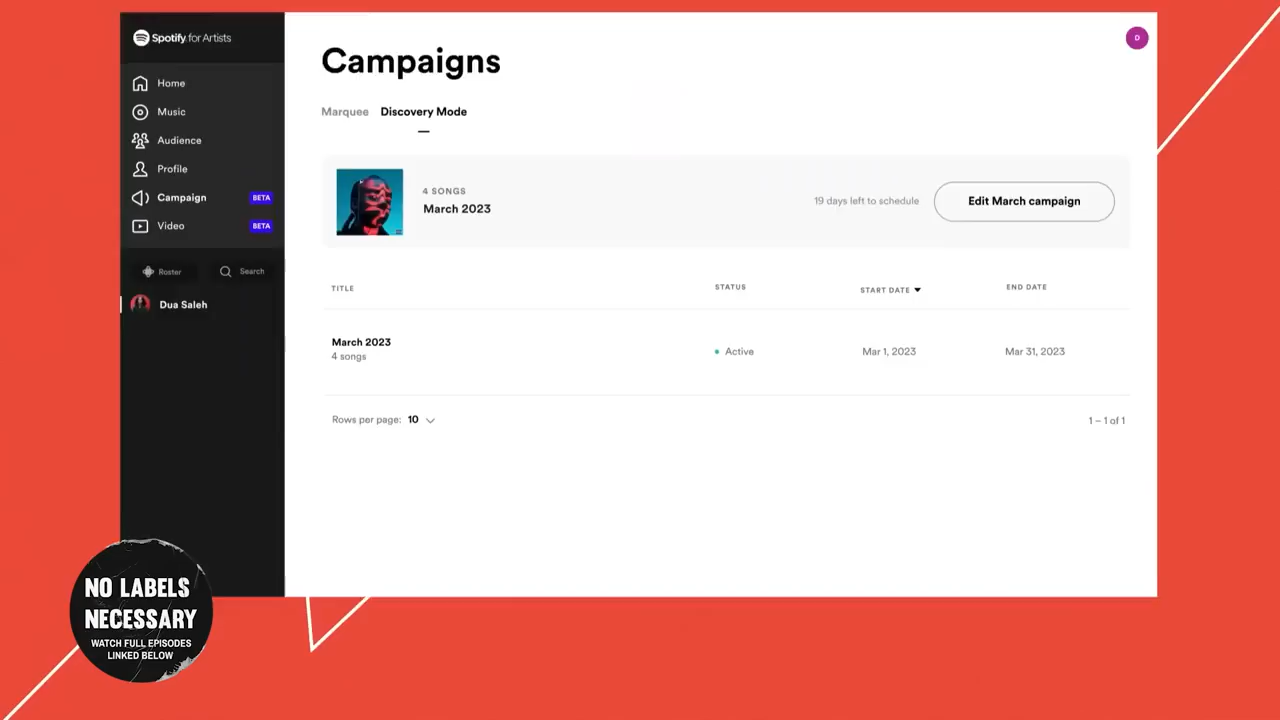 Spotify for Artists
Home
Music
Audience
Profile
Campaign BETA
Video BETA
Roster Search
Dua Saleh
D
Campaigns
Marquee Discovery Mode
4 SONGS
March 2023
19 days left to schedule
Edit March campaign
TITLE STATUS START DATE END DATE
March 2023
4 songs
Active Mar 1, 2023 Mar 31, 2023
Rows per page: 10
1 – 1 of 1
NO LABELS
NECESSARY
WATCH FULL EPISODES
LINKED BELOW